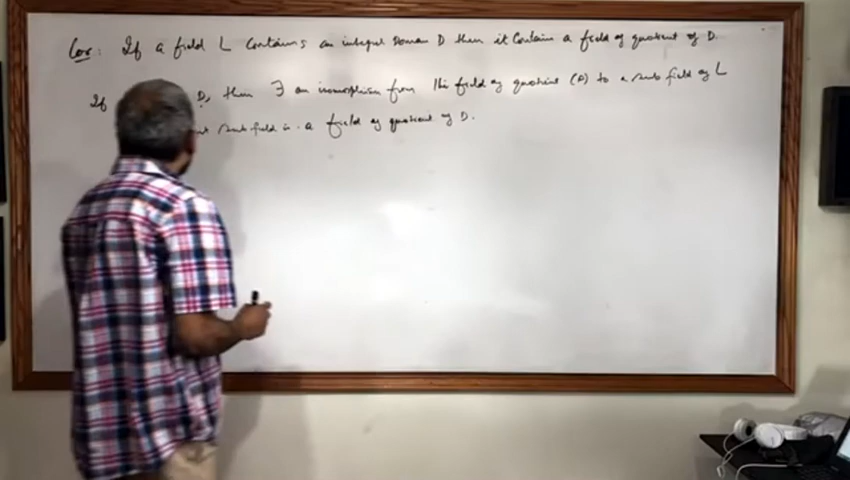 Cor: If a field L contains an integral Domain D then it contain a field of quotient of D.
If D, then ∃ an isomorphism from this field of quotient (D) to a sub field of L
sub field is a field of quotient of D.